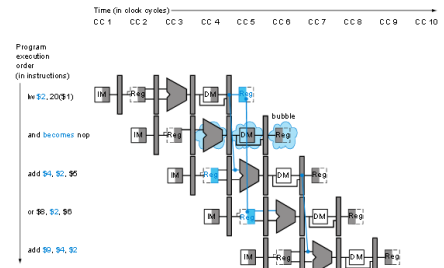 Time (in clock cycles)
CC 1 CC 2 CC 3 CC 4 CC 5 CC 6 CC 7 CC 8 CC 9 CC 10
Program
execution
order
(in instructions)
lw $2, 20($1)
IM Reg DM Reg
bubble
and becomes nop
IM Reg DM Reg
add $4, $2, $5
IM Reg DM Reg
or $8, $2, $6
IM Reg DM Reg
add $9, $4, $2
IM Reg DM Reg